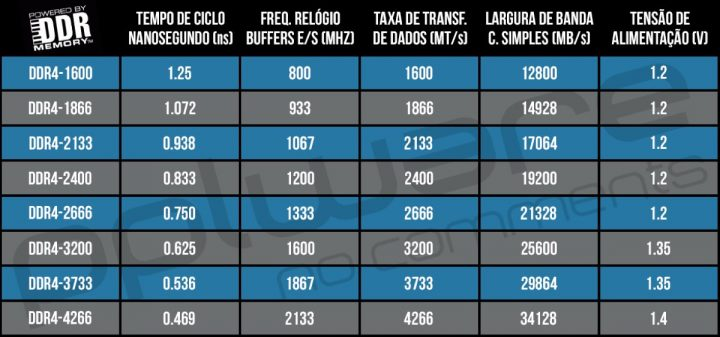 POWERED BY
DDR
MEMORY™
TEMPO DE CICLO NANOSEGUNDO (ns)
FREQ. RELÓGIO BUFFERS E/S (MHZ)
TAXA DE TRANSF. DE DADOS (MT/s)
LARGURA DE BANDA C. SIMPLES (MB/s)
TENSÃO DE ALIMENTAÇÃO (V)
DDR4-1600 1.25 800 1600 12800 1.2
DDR4-1866 1.072 933 1866 14928 1.2
DDR4-2133 0.938 1067 2133 17064 1.2
DDR4-2400 0.833 1200 2400 19200 1.2
DDR4-2666 0.750 1333 2666 21328 1.2
DDR4-3200 0.625 1600 3200 25600 1.35
DDR4-3733 0.536 1867 3733 29864 1.35
DDR4-4266 0.469 2133 4266 34128 1.4
pplware
no comments